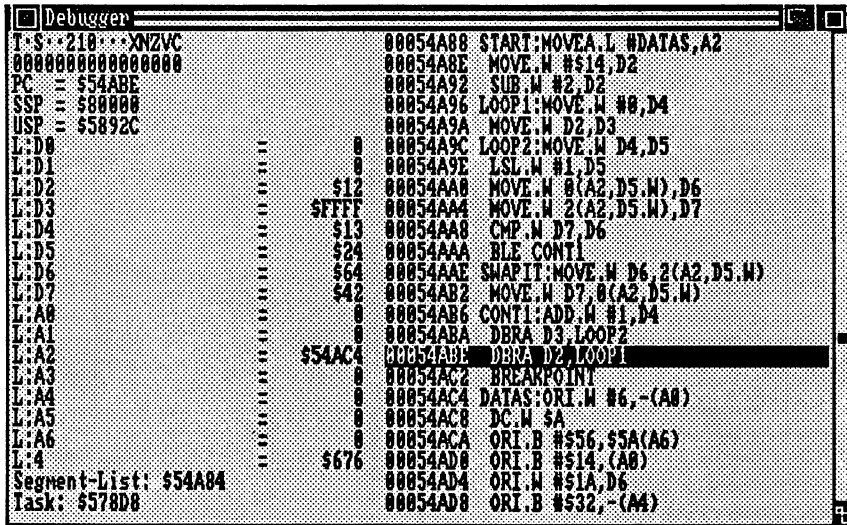 Debugger
T·S··210···XNZVC
0000000000000000
PC = $54ABE
SSP = $80000
USP = $5892C
L:D0 = 0
L:D1 = 0
L:D2 = $12
L:D3 = $FFFF
L:D4 = $13
L:D5 = $24
L:D6 = $64
L:D7 = $42
L:A0 = 0
L:A1 = 0
L:A2 = $54AC4
L:A3 = 0
L:A4 = 0
L:A5 = 0
L:A6 = 0
L:4 = $676
Segment-List: $54A84
Task: $578D8
00054A88 START:MOVEA.L #DATAS,A2
00054A8E MOVE.W #$14,D2
00054A92 SUB.W #2,D2
00054A96 LOOP1:MOVE.W #0,D4
00054A9A MOVE.W D2,D3
00054A9C LOOP2:MOVE.W D4,D5
00054A9E LSL.W #1,D5
00054AA0 MOVE.W 0(A2,D5.W),D6
00054AA4 MOVE.W 2(A2,D5.W),D7
00054AA8 CMP.W D7,D6
00054AAA BLE CONT1
00054AAE SWAPIT:MOVE.W D6,2(A2,D5.W)
00054AB2 MOVE.W D7,0(A2,D5.W)
00054AB6 CONT1:ADD.W #1,D4
00054ABA DBRA D3,LOOP2
00054ABE DBRA D2,LOOP1
00054AC2 BREAKPOINT
00054AC4 DATAS:ORI.W #6,-(A0)
00054AC8 DC.W $A
00054ACA ORI.B #$56,$5A(A6)
00054AD0 ORI.B #$14,(A0)
00054AD4 ORI.W #$1A,D6
00054AD8 ORI.B #$32,-(A4)